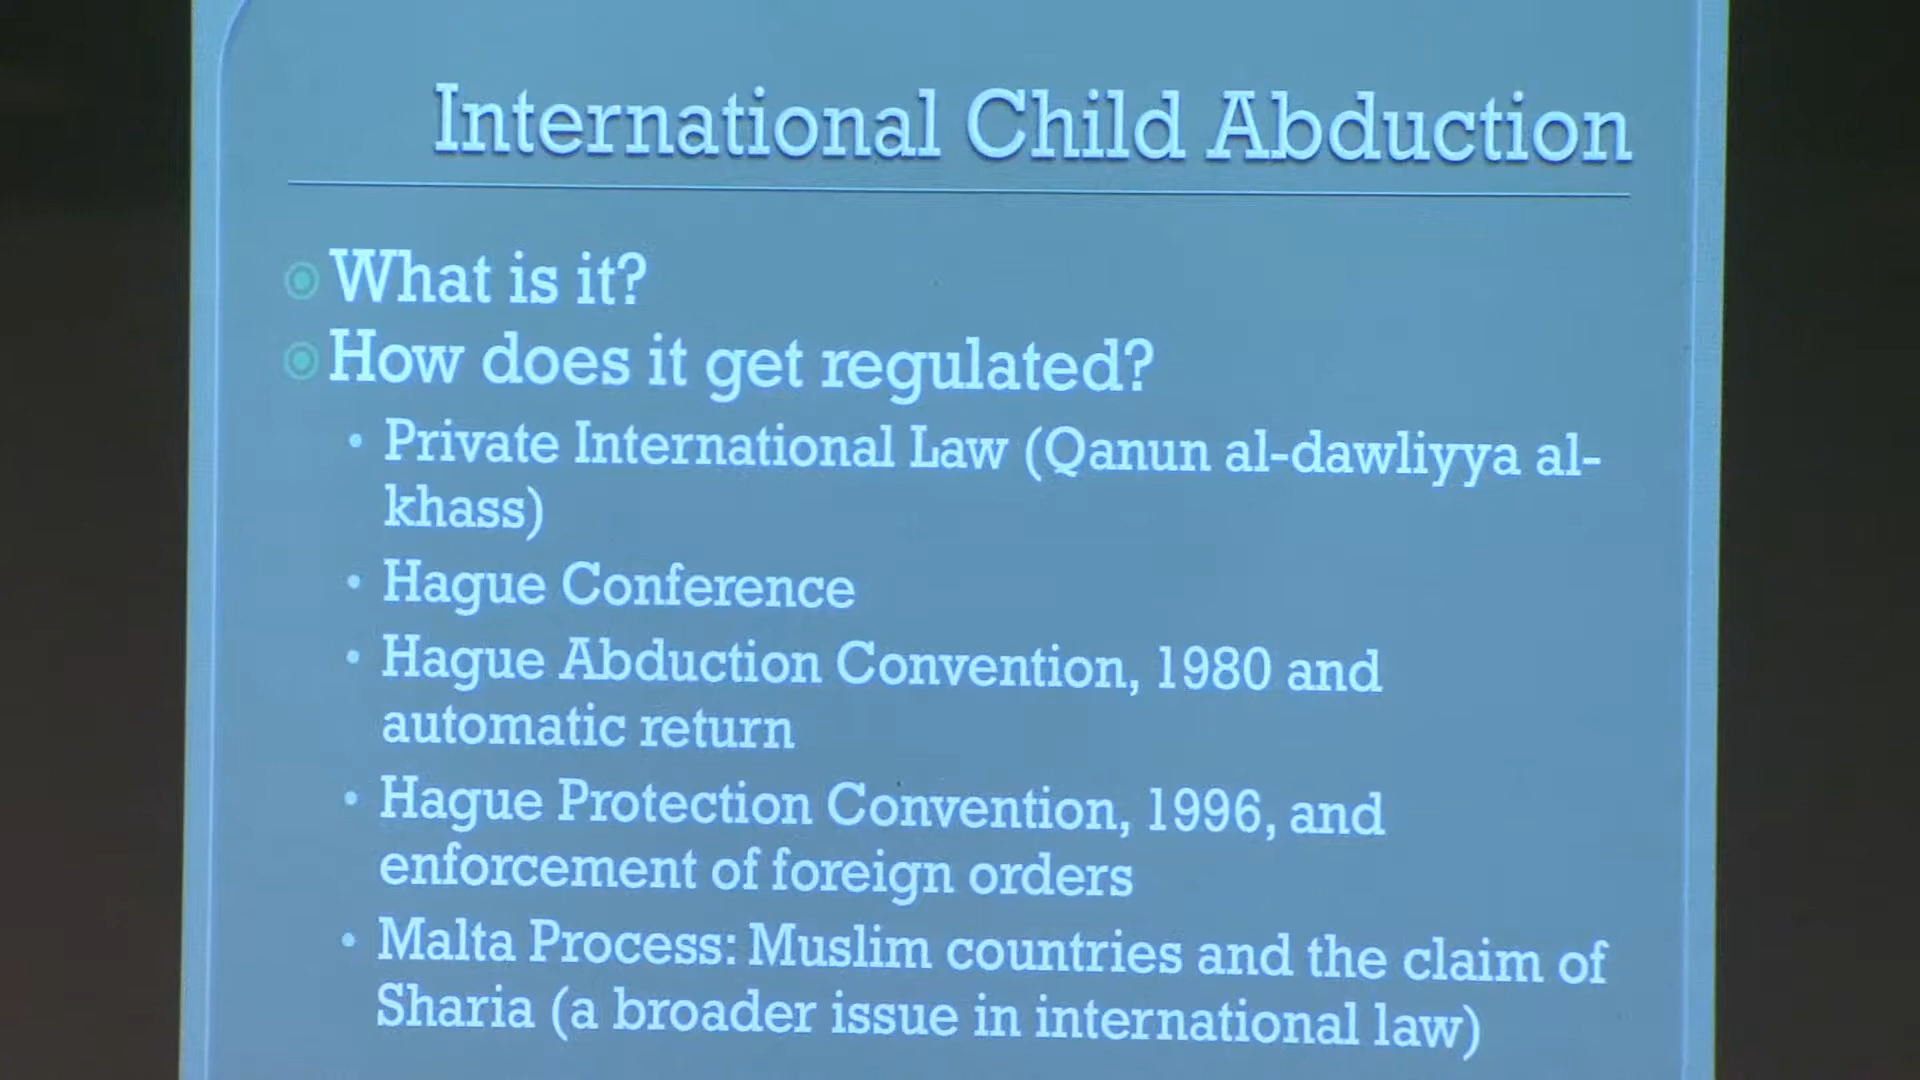 International Child Abduction
What is it?
How does it get regulated?
Private International Law (Qanun al-dawliyya al-
khass)
Hague Conference
Hague Abduction Convention, 1980 and
automatic return
Hague Protection Convention, 1996, and
enforcement of foreign orders
Malta Process: Muslim countries and the claim of
Sharia (a broader issue in international law)